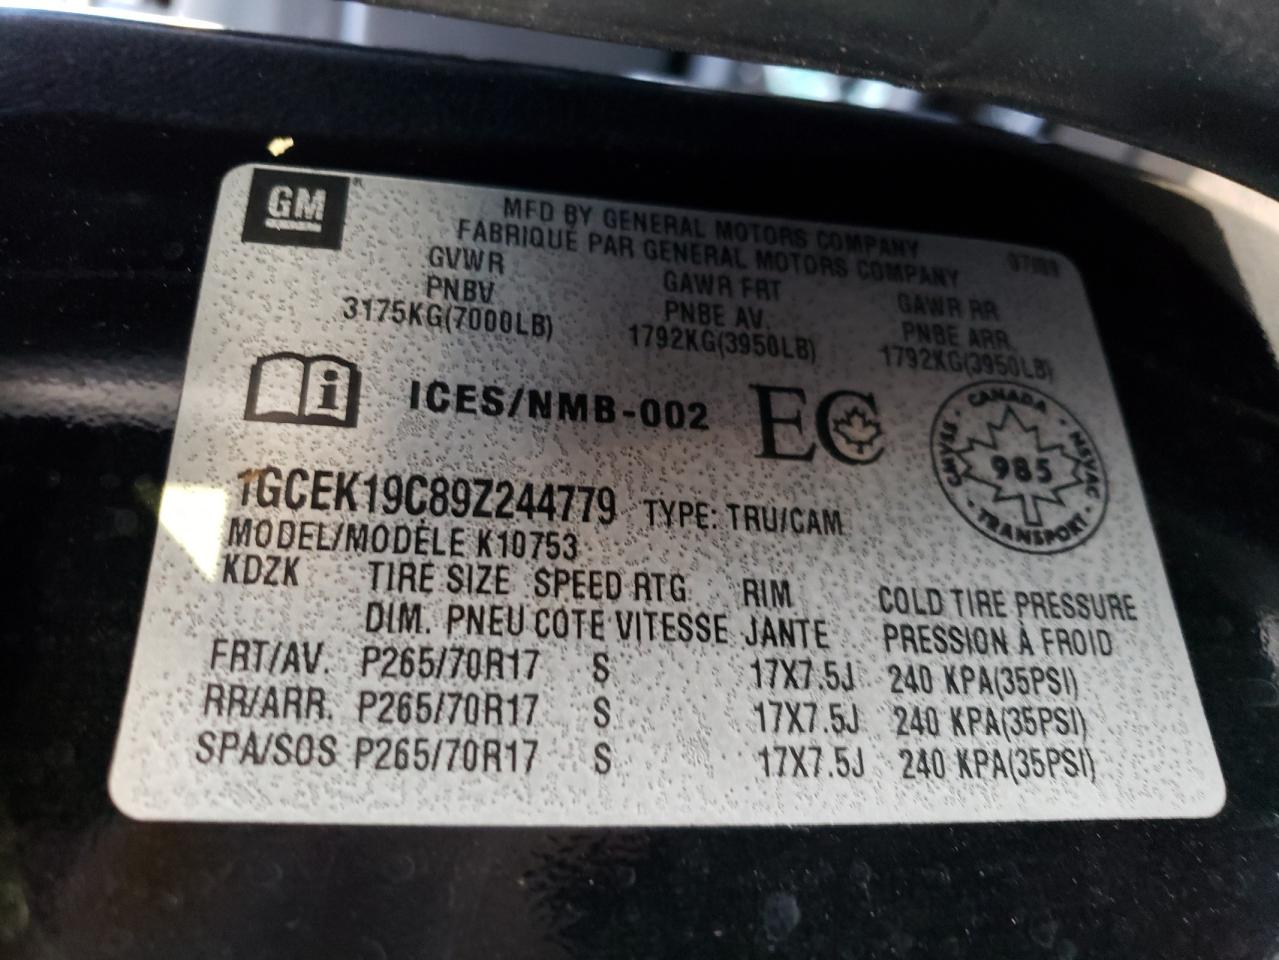 GM
MFD BY GENERAL MOTORS COMPANY
FABRIQUÉ PAR GENERAL MOTORS COMPANY
GVWR GAWR FRT GAWR RR
PNBV PNBE AV. PNBE ARR.
3175KG(7000LB) 1792KG(3950LB) 1792KG(3950LB)
i ICES/NMB-002 EC
CANADA
CMVSS 985 NSVAC
TRANSPORT
1GCEK19C89Z244779 TYPE: TRU/CAM
MODEL/MODÈLE K10753
KDZK TIRE SIZE SPEED RTG RIM COLD TIRE PRESSURE
DIM. PNEU COTE VITESSE JANTE PRESSION À FROID
FRT/AV. P265/70R17 S 17X7.5J 240 KPA(35PSI)
RR/ARR. P265/70R17 S 17X7.5J 240 KPA(35PSI)
SPA/SOS P265/70R17 S 17X7.5J 240 KPA(35PSI)